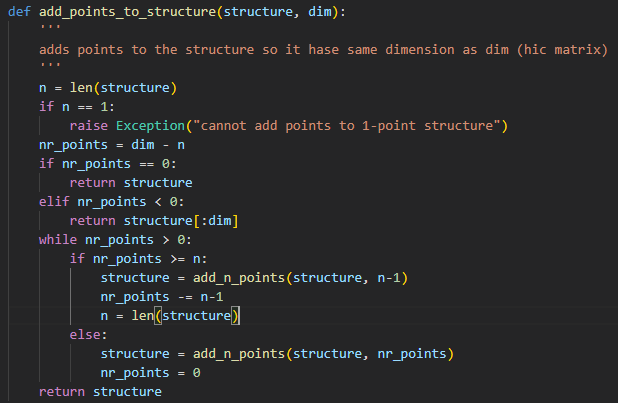 def add_points_to_structure(structure, dim):
    '''
    adds points to the structure so it hase same dimension as dim (hic matrix)
    '''
    n = len(structure)
    if n == 1:
        raise Exception("cannot add points to 1-point structure")
    nr_points = dim - n
    if nr_points == 0:
        return structure
    elif nr_points < 0:
        return structure[:dim]
    while nr_points > 0:
        if nr_points >= n:
            structure = add_n_points(structure, n-1)
            nr_points -= n-1
            n = len(structure)
        else:
            structure = add_n_points(structure, nr_points)
            nr_points = 0
    return structure